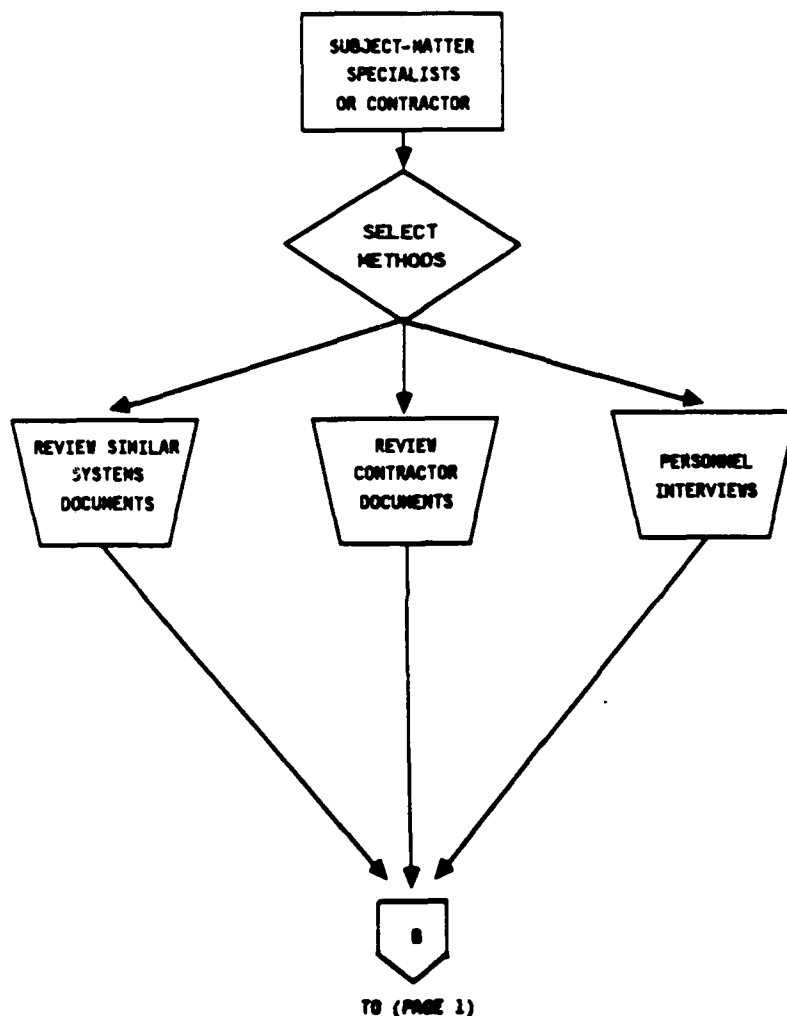 SUBJECT-MATTER
SPECIALISTS
OR CONTRACTOR
SELECT
METHODS
REVIEW SIMILAR
SYSTEMS
DOCUMENTS
REVIEW
CONTRACTOR
DOCUMENTS
PERSONNEL
INTERVIEWS
TO (PAGE 1)